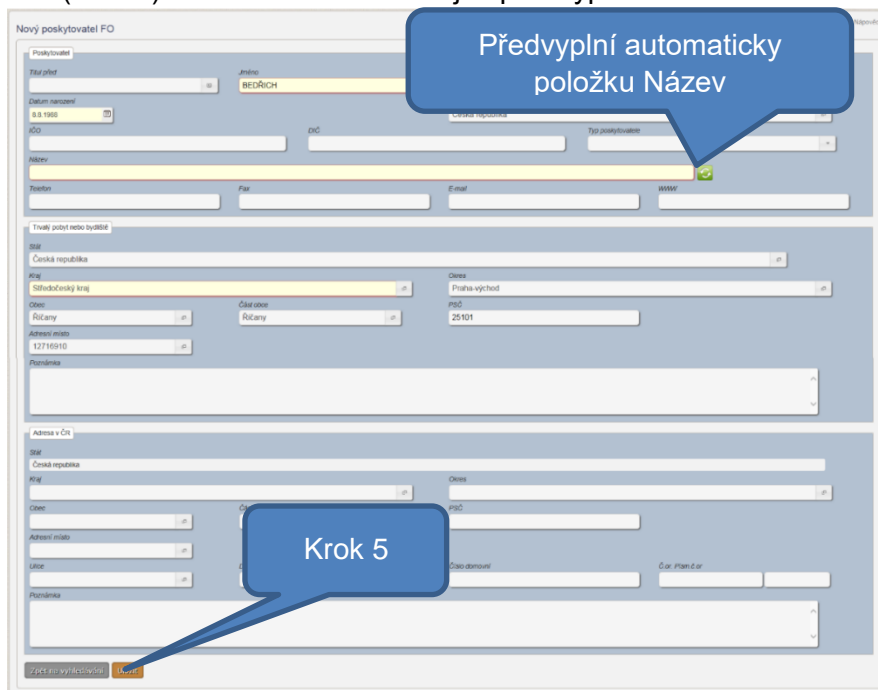 Nový poskytovatel FO
Předvyplní automaticky
položku Název
Poskytovatel
Titul před
Jméno
BEDŘICH
Datum narození
8.8.1988
Česká republika
IČO
DIČ
Typ poskytovatele
Název
Telefon
Fax
E-mail
WWW
Trvalý pobyt nebo bydliště
Stát
Česká republika
Kraj
Okres
Středočeský kraj
Praha-východ
Obec
Část obce
PSČ
Říčany
Říčany
25101
Adresní místo
12716910
Poznámka
Adresa v ČR
Stát
Česká republika
Kraj
Okres
Obec
PSČ
Adresní místo
Krok 5
Ulice
Číslo domovní
Č.or. Písm.č.or
Poznámka
Zpět na vyhledávání